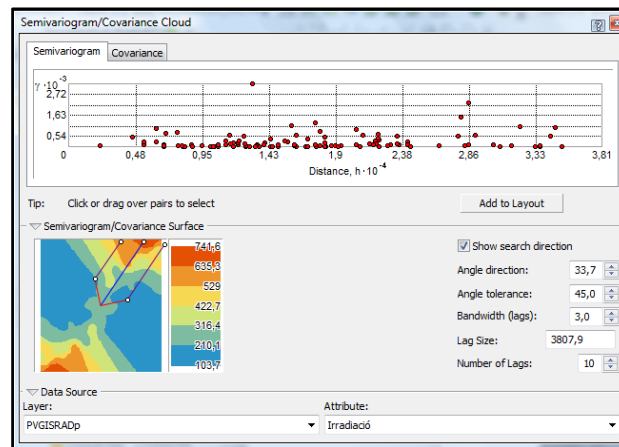 Semivariogram/Covariance Cloud
Semivariogram Covariance
γ·10⁻³
2,72
1,63
0,54
0 0,48 0,95 1,43 1,9 2,38 2,86 3,33 3,81
Distance, h·10⁻⁴
Tip: Click or drag over pairs to select
Add to Layout
Semivariogram/Covariance Surface
741,6
635,3
529
422,7
316,4
210,1
103,7
Show search direction
Angle direction: 33,7
Angle tolerance: 45,0
Bandwidth (lags): 3,0
Lag Size: 3807,9
Number of Lags: 10
Data Source
Layer: Attribute:
PVGISRADp Irradiació